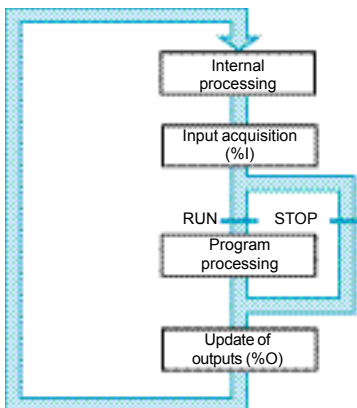 Internal
processing
Input acquisition
(%I)
RUN STOP
Program
processing
Update of
outputs (%O)